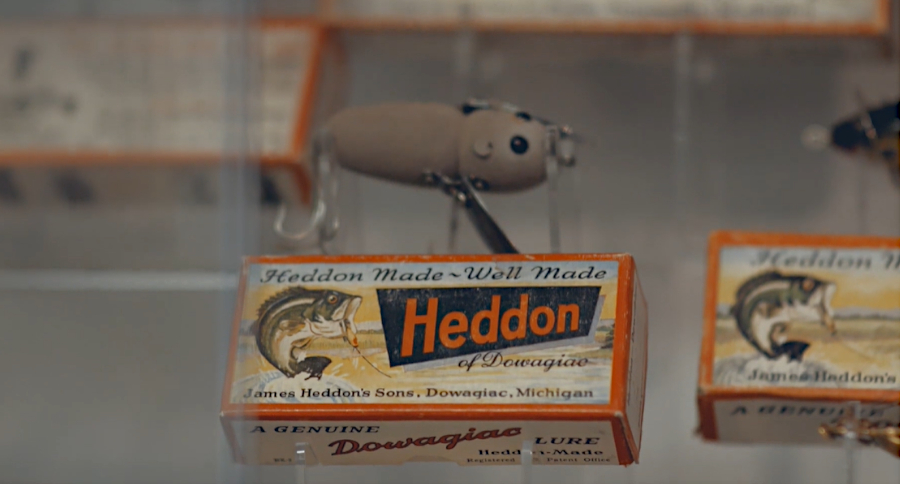 Heddon Made~Well Made
Heddon
of Dowagiac
James Heddon's Sons, Dowagiac, Michigan
A GENUINE Dowagiac LURE
Heddon-Made
Heddon
James Heddon's
A GENUINE